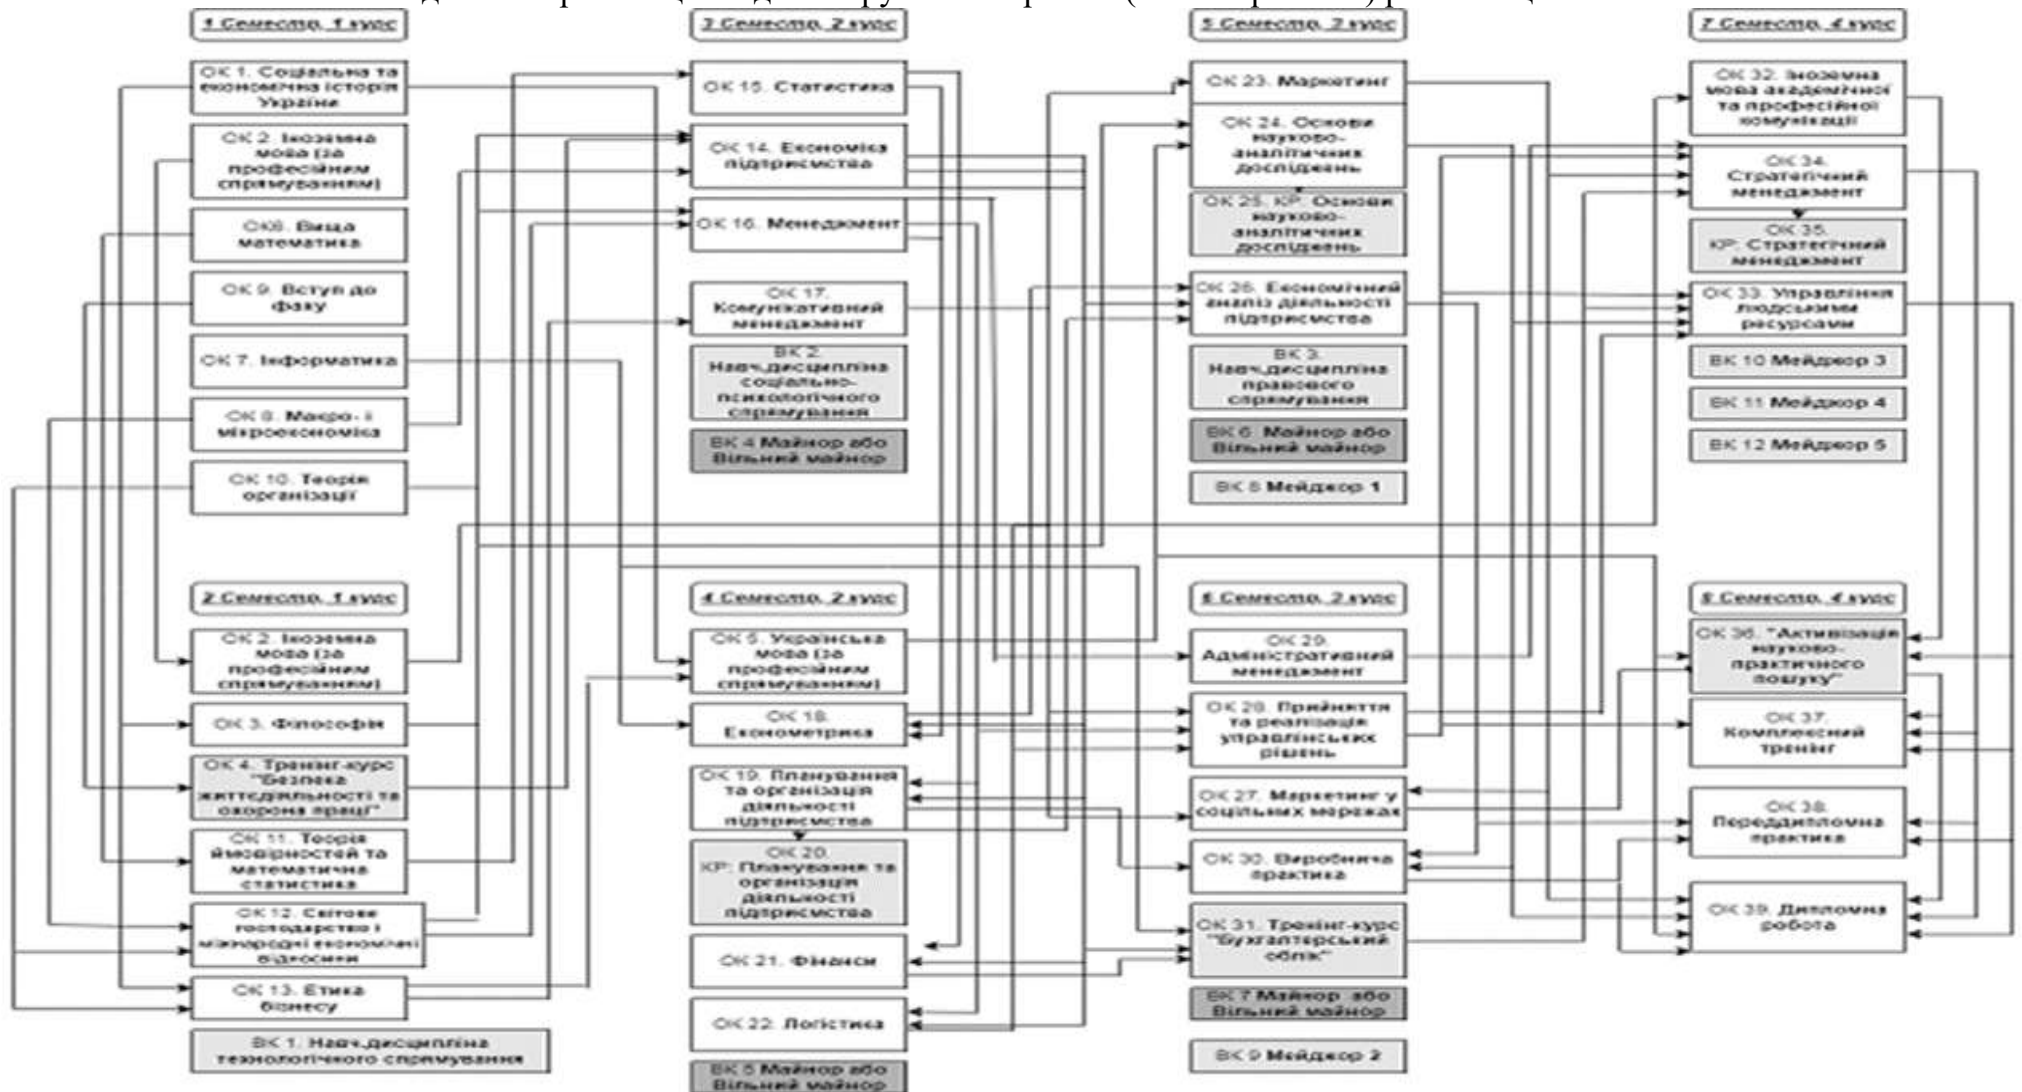 1 Семестр, 1 курс
ОК 1. Соціальна та
економічна історія
України
ОК 2. Іноземна
мова (за
професійним
спрямуванням)
ОК6. Вища
математика
ОК 9. Вступ до
фаху
ОК 7. Інформатика
ОК 8. Макро- і
мікроекономіка
ОК 10. Теорія
організації
2 Семестр, 1 курс
ОК 2. Іноземна
мова (за
професійним
спрямуванням)
ОК 3. Філософія
ОК 4. Тренінг-курс
"Безпека
життєдіяльності та
охорона праці"
ОК 11. Теорія
ймовірностей та
математична
статистика
ОК 12. Світове
господарство і
міжнародні економічні
відносини
ОК 13. Етика
бізнесу
ВК 1. Навч.дисципліна
технологічного спрямування
3 Семестр, 2 курс
ОК 15. Статистика
ОК 14. Економіка
підприємства
ОК 16. Менеджмент
ОК 17.
Комунікативний
менеджмент
ВК 2.
Навч.дисципліна
соціально-
психологічного
спрямування
ВК 4 Майнор або
Вільний майнор
4 Семестр, 2 курс
ОК 5. Українська
мова (за
професійним
спрямуванням)
ОК 18.
Економетрика
ОК 19. Планування
та організація
діяльності
підприємства
ОК 20.
КР: Планування та
організація
діяльності
підприємства
ОК 21. Фінанси
ОК 22. Логістика
ВК 5 Майнор або
Вільний майнор
5 Семестр, 3 курс
ОК 23. Маркетинг
ОК 24. Основи
науково-
аналітичних
досліджень
ОК 25. КР. Основи
науково-
аналітичних
досліджень
ОК 26. Економічний
аналіз діяльності
підприємства
ВК 3.
Навч.дисципліна
правового
спрямування
ВК 6 Майнор або
Вільний майнор
ВК 8 Мейджор 1
6 Семестр, 3 курс
ОК 29.
Адміністративний
менеджмент
ОК 28. Прийняття
та реалізація
управлінських
рішень
ОК 27. Маркетинг у
соцільних мережах
ОК 30. Виробнича
практика
ОК 31. Тренінг-курс
"Бухгалтерський
облік"
ВК 7 Майнор або
Вільний майнор
ВК 9 Мейджор 2
7 Семестр, 4 курс
ОК 32. Іноземна
мова академічної
та професійної
комунікації
ОК 34.
Стратегічний
менеджмент
ОК 35.
КР: Стратегічний
менеджмент
ОК 33. Управління
людськими
ресурсами
ВК 10 Мейджор 3
ВК 11 Мейджор 4
ВК 12 Мейджор 5
8 Семестр, 4 курс
ОК 36. "Активізація
науково-
практичного
пошуку"
ОК 37.
Комплексний
тренінг
ОК 38.
Переддипломна
практика
ОК 39. Дипломна
робота